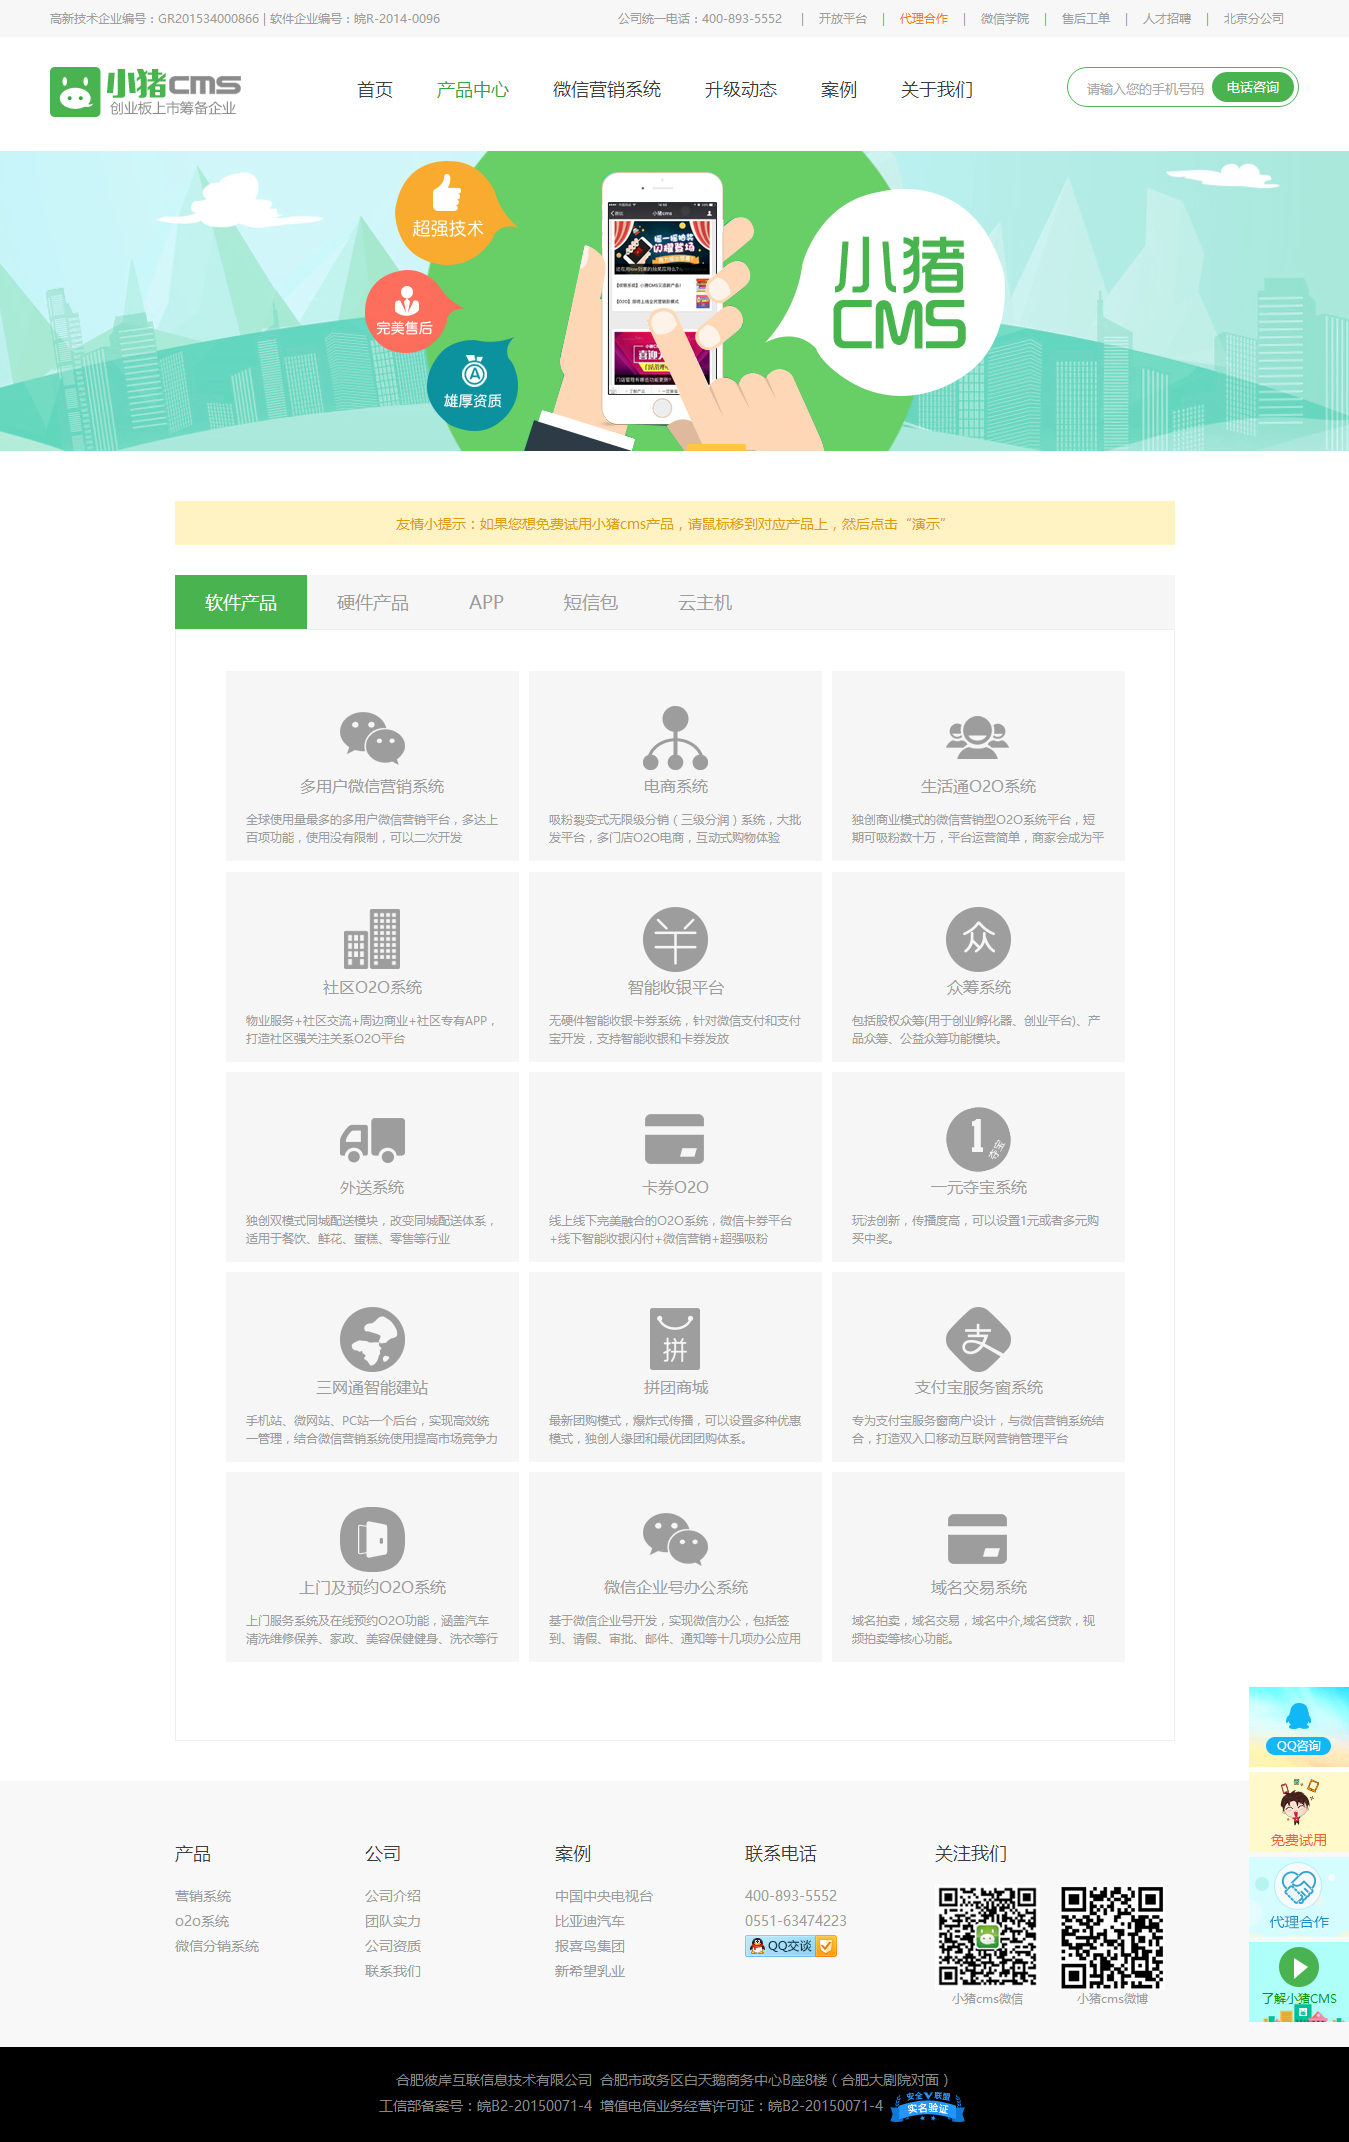 高新技术企业编号：GR201534000866 | 软件企业编号：皖R-2014-0096
公司统一电话：400-893-5552 | 开放平台 | 代理合作 | 微信学院 | 售后工单 | 人才招聘 | 北京分公司
小猪cms
创业板上市筹备企业
首页 产品中心 微信营销系统 升级动态 案例 关于我们
请输入您的手机号码 电话咨询
超强技术
完美售后
雄厚资质
小猪cms
摇一摇抽奖
闪耀登场
小猪
CMS
友情小提示：如果您想免费试用小猪cms产品，请鼠标移到对应产品上，然后点击“演示”
软件产品 硬件产品 APP 短信包 云主机
多用户微信营销系统
全球使用量最多的多用户微信营销平台，多达上
百项功能，使用没有限制，可以二次开发
电商系统
吸粉裂变式无限级分销（三级分润）系统，大批
发平台，多门店O2O电商，互动式购物体验
生活通O2O系统
独创商业模式的微信营销型O2O系统平台，短
期可吸粉数十万，平台运营简单，商家会成为平
社区O2O系统
物业服务+社区交流+周边商业+社区专有APP，
打造社区强关注关系O2O平台
智能收银平台
无硬件智能收银卡券系统，针对微信支付和支付
宝开发，支持智能收银和卡券发放
众
众筹系统
包括股权众筹(用于创业孵化器、创业平台)、产
品众筹、公益众筹功能模块。
外送系统
独创双模式同城配送模块，改变同城配送体系，
适用于餐饮、鲜花、蛋糕、零售等行业
卡券O2O
线上线下完美融合的O2O系统，微信卡券平台
+线下智能收银闪付+微信营销+超强吸粉
1夺宝
一元夺宝系统
玩法创新，传播度高，可以设置1元或者多元购
买中奖。
三网通智能建站
手机站、微网站、PC站一个后台，实现高效统
一管理，结合微信营销系统使用提高市场竞争力
拼
拼团商城
最新团购模式，爆炸式传播，可以设置多种优惠
模式，独创人缘团和最优团团购体系。
支
支付宝服务窗系统
专为支付宝服务窗商户设计，与微信营销系统结
合，打造双入口移动互联网营销管理平台
上门及预约O2O系统
上门服务系统及在线预约O2O功能，涵盖汽车
清洗维修保养、家政、美容保健健身、洗衣等行
微信企业号办公系统
基于微信企业号开发，实现微信办公，包括签
到、请假、审批、邮件、通知等十几项办公应用
域名交易系统
域名拍卖，域名交易，域名中介,域名贷款，视
频拍卖等核心功能。
QQ咨询
免费试用
代理合作
了解小猪CMS
产品
营销系统
o2o系统
微信分销系统
公司
公司介绍
团队实力
公司资质
联系我们
案例
中国中央电视台
比亚迪汽车
报喜鸟集团
新希望乳业
联系电话
400-893-5552
0551-63474223
QQ交谈
关注我们
小猪cms微信
小猪cms微博
合肥彼岸互联信息技术有限公司 合肥市政务区白天鹅商务中心B座8楼（合肥大剧院对面）
工信部备案号：皖B2-20150071-4 增值电信业务经营许可证：皖B2-20150071-4
安全V联盟
实名验证